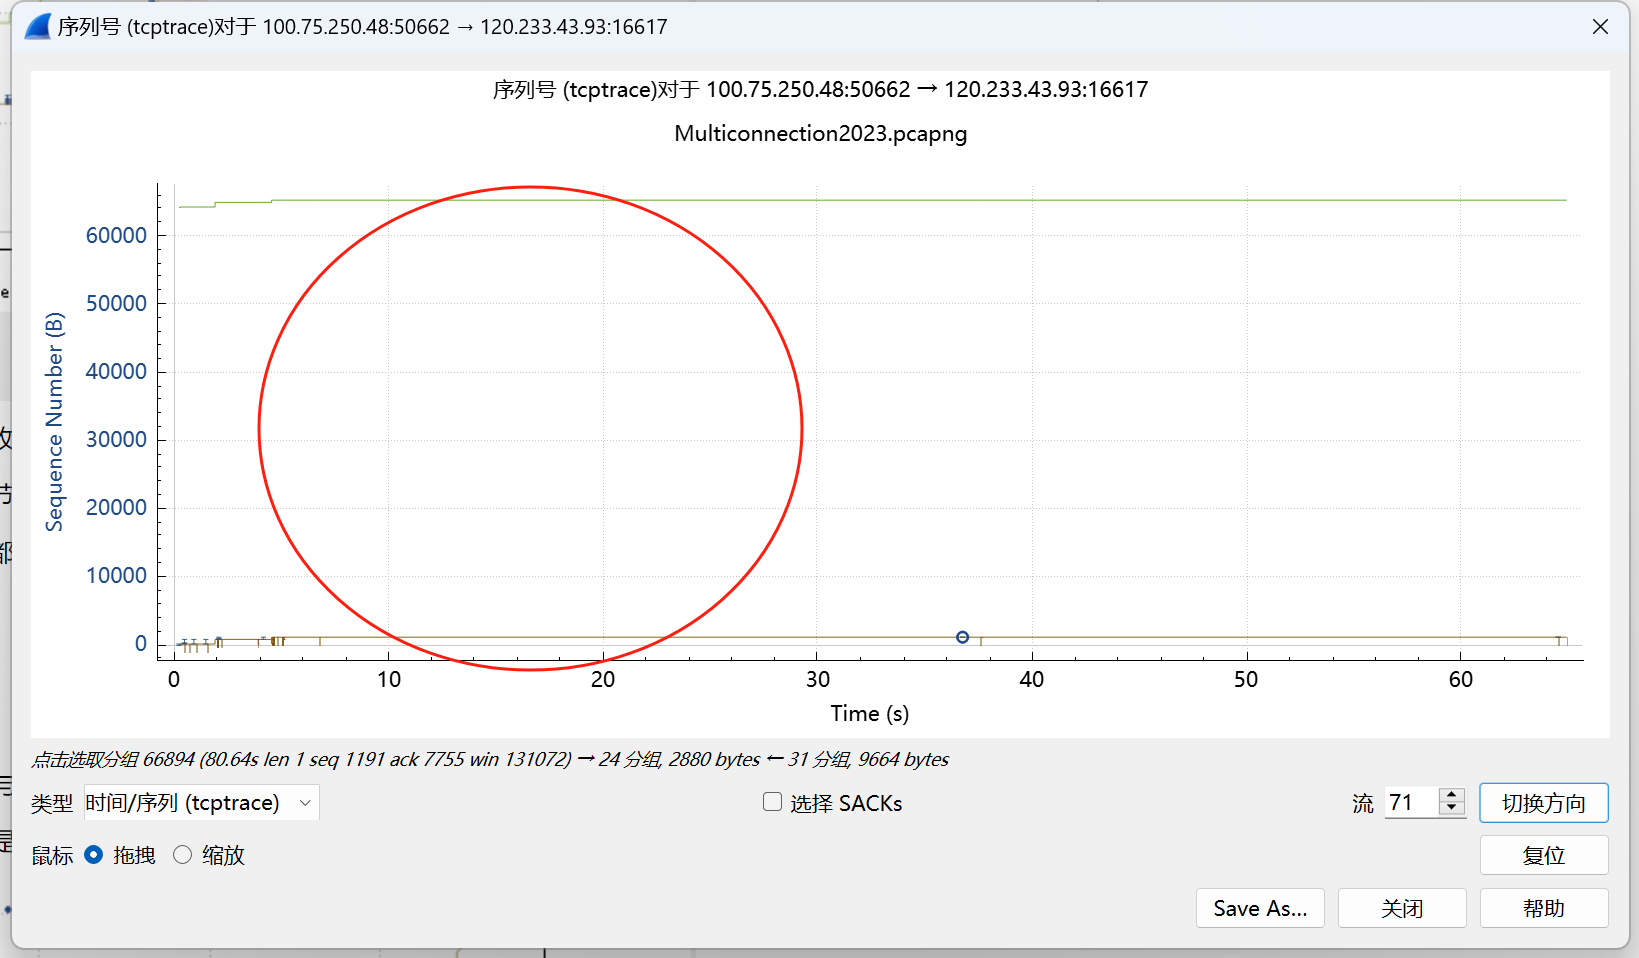 序列号 (tcptrace)对于 100.75.250.48:50662 → 120.233.43.93:16617
序列号 (tcptrace)对于 100.75.250.48:50662 → 120.233.43.93:16617
Multiconnection2023.pcapng
Sequence Number (B)
60000
50000
40000
30000
20000
10000
0
0 10 20 30 40 50 60
Time (s)
点击选取分组 66894 (80.64s len 1 seq 1191 ack 7755 win 131072) → 24 分组, 2880 bytes ← 31 分组, 9664 bytes
类型 时间/序列 (tcptrace) 选择 SACKs 流 71 切换方向
鼠标 拖拽 缩放 复位
Save As... 关闭 帮助